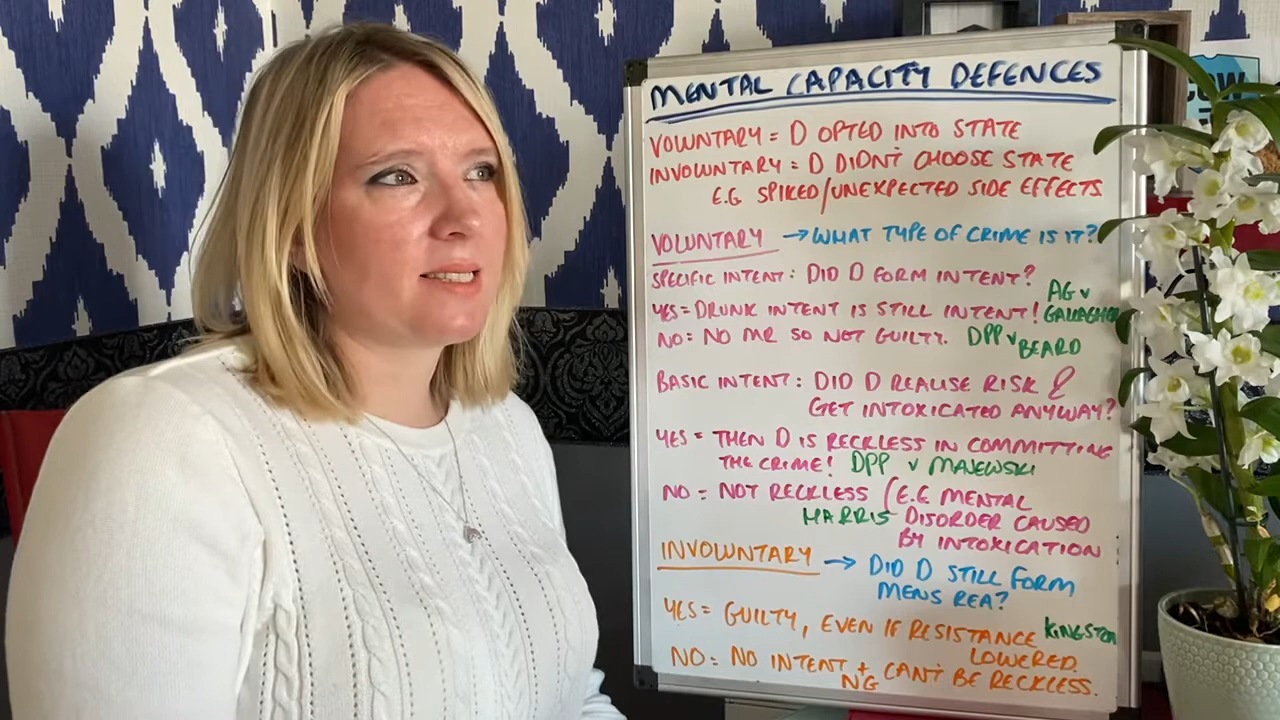 MENTAL CAPACITY DEFENCES
VOLUNTARY = D OPTED INTO STATE
INVOLUNTARY = D DIDN'T CHOOSE STATE
E.G SPIKED/UNEXPECTED SIDE EFFECTS
VOLUNTARY → WHAT TYPE OF CRIME IS IT?
SPECIFIC INTENT: DID D FORM INTENT?
YES = DRUNK INTENT IS STILL INTENT! AG v GALLAGHER
NO = NO MR SO NOT GUILTY. DPP v BEARD
BASIC INTENT: DID D REALISE RISK &
GET INTOXICATED ANYWAY?
YES = THEN D IS RECKLESS IN COMMITTING
THE CRIME! DPP v MAJEWSKI
NO = NOT RECKLESS (E.G MENTAL
HARRIS DISORDER CAUSED
BY INTOXICATION
INVOLUNTARY → DID D STILL FORM
MENS REA?
YES = GUILTY, EVEN IF RESISTANCE KINGSTON
LOWERED.
NO = NO INTENT + CAN'T BE RECKLESS.
NG